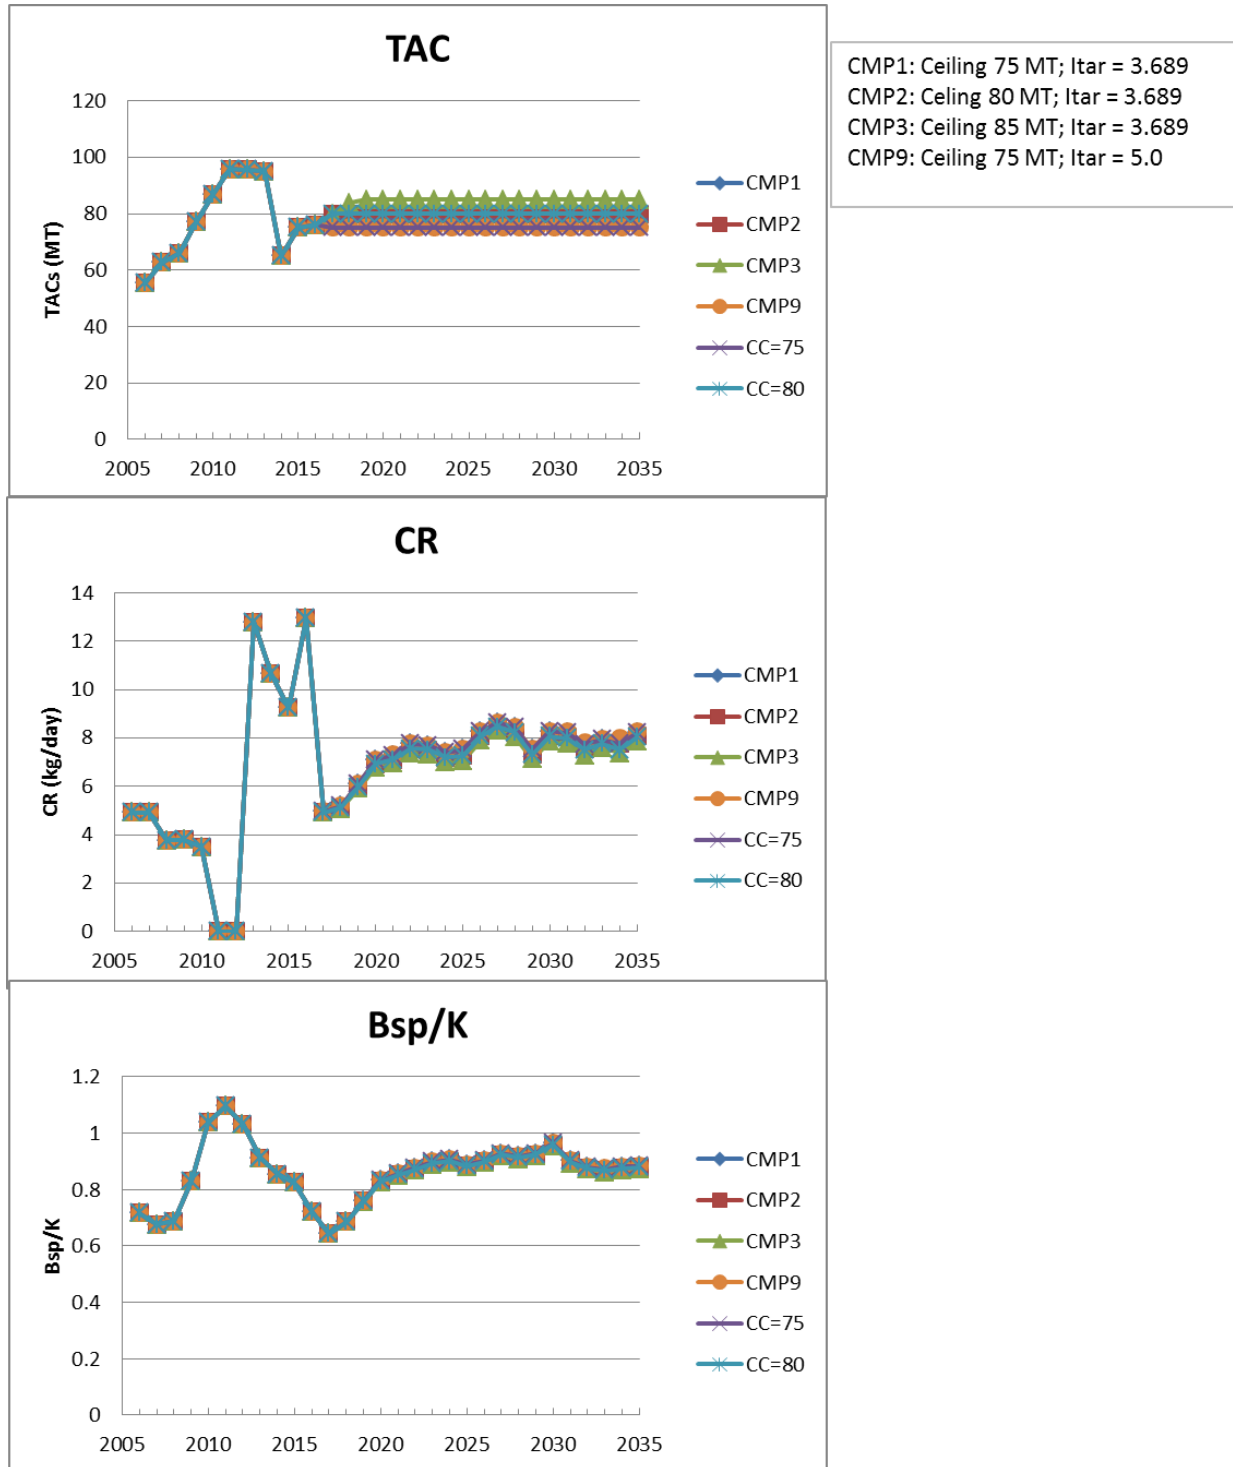 TAC
120
100
80
60
40
20
0
TACs (MT)
2005 2010 2015 2020 2025 2030 2035
CMP1
CMP2
CMP3
CMP9
CC=75
CC=80
CMP1: Ceiling 75 MT; Itar = 3.689
CMP2: Celing 80 MT; Itar = 3.689
CMP3: Ceiling 85 MT; Itar = 3.689
CMP9: Ceiling 75 MT; Itar = 5.0
CR
14
12
10
8
6
4
2
0
CR (kg/day)
2005 2010 2015 2020 2025 2030 2035
CMP1
CMP2
CMP3
CMP9
CC=75
CC=80
Bsp/K
1.2
1
0.8
0.6
0.4
0.2
0
Bsp/K
2005 2010 2015 2020 2025 2030 2035
CMP1
CMP2
CMP3
CMP9
CC=75
CC=80